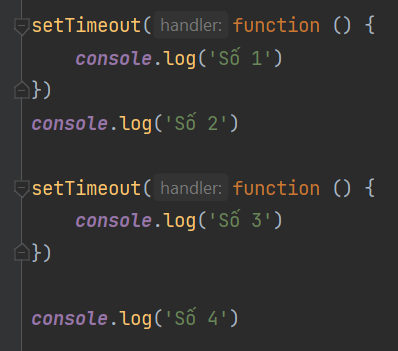 setTimeout( handler: function () {
    console.log('Số 1')
})
console.log('Số 2')
setTimeout( handler: function () {
    console.log('Số 3')
})
console.log('Số 4')